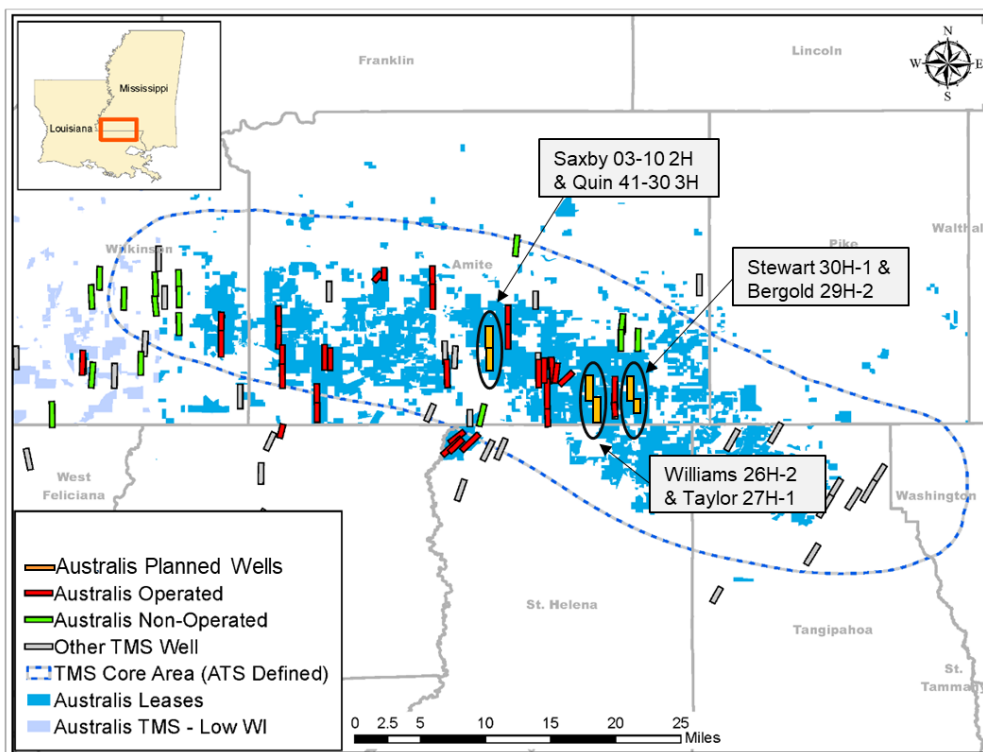 Mississippi
Louisiana
Franklin
Lincoln
N
W
E
S
Saxby 03-10 2H
& Quin 41-30 3H
Wilkinson
Amite
Pike
Walthal
Stewart 30H-1 &
Bergold 29H-2
Williams 26H-2
& Taylor 27H-1
West
Feliciana
Washington
St. Helena
Tangipahoa
St.
Tammany
Australis Planned Wells
Australis Operated
Australis Non-Operated
Other TMS Well
TMS Core Area (ATS Defined)
Australis Leases
Australis TMS - Low WI
0 2.5 5 10 15 20 25
Miles